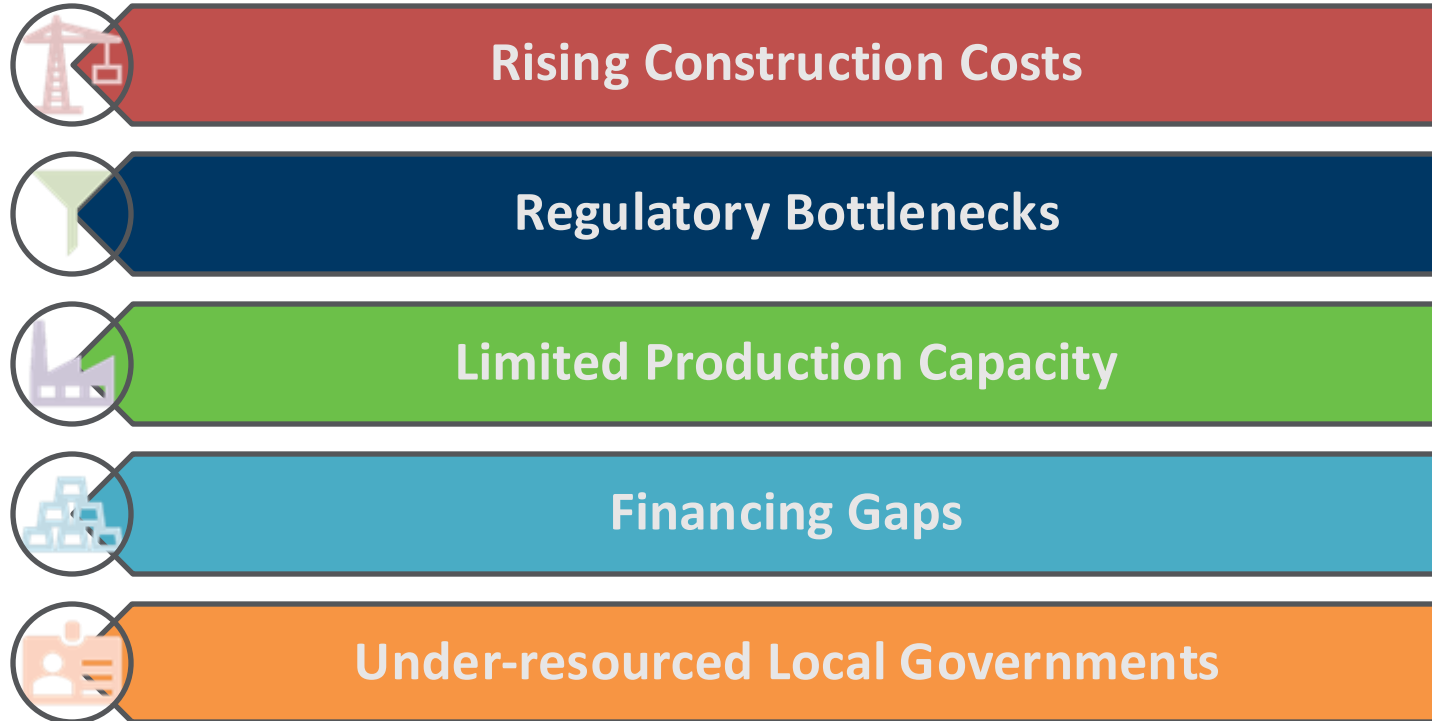 Rising Construction Costs
Regulatory Bottlenecks
Limited Production Capacity
Financing Gaps
Under-resourced Local Governments